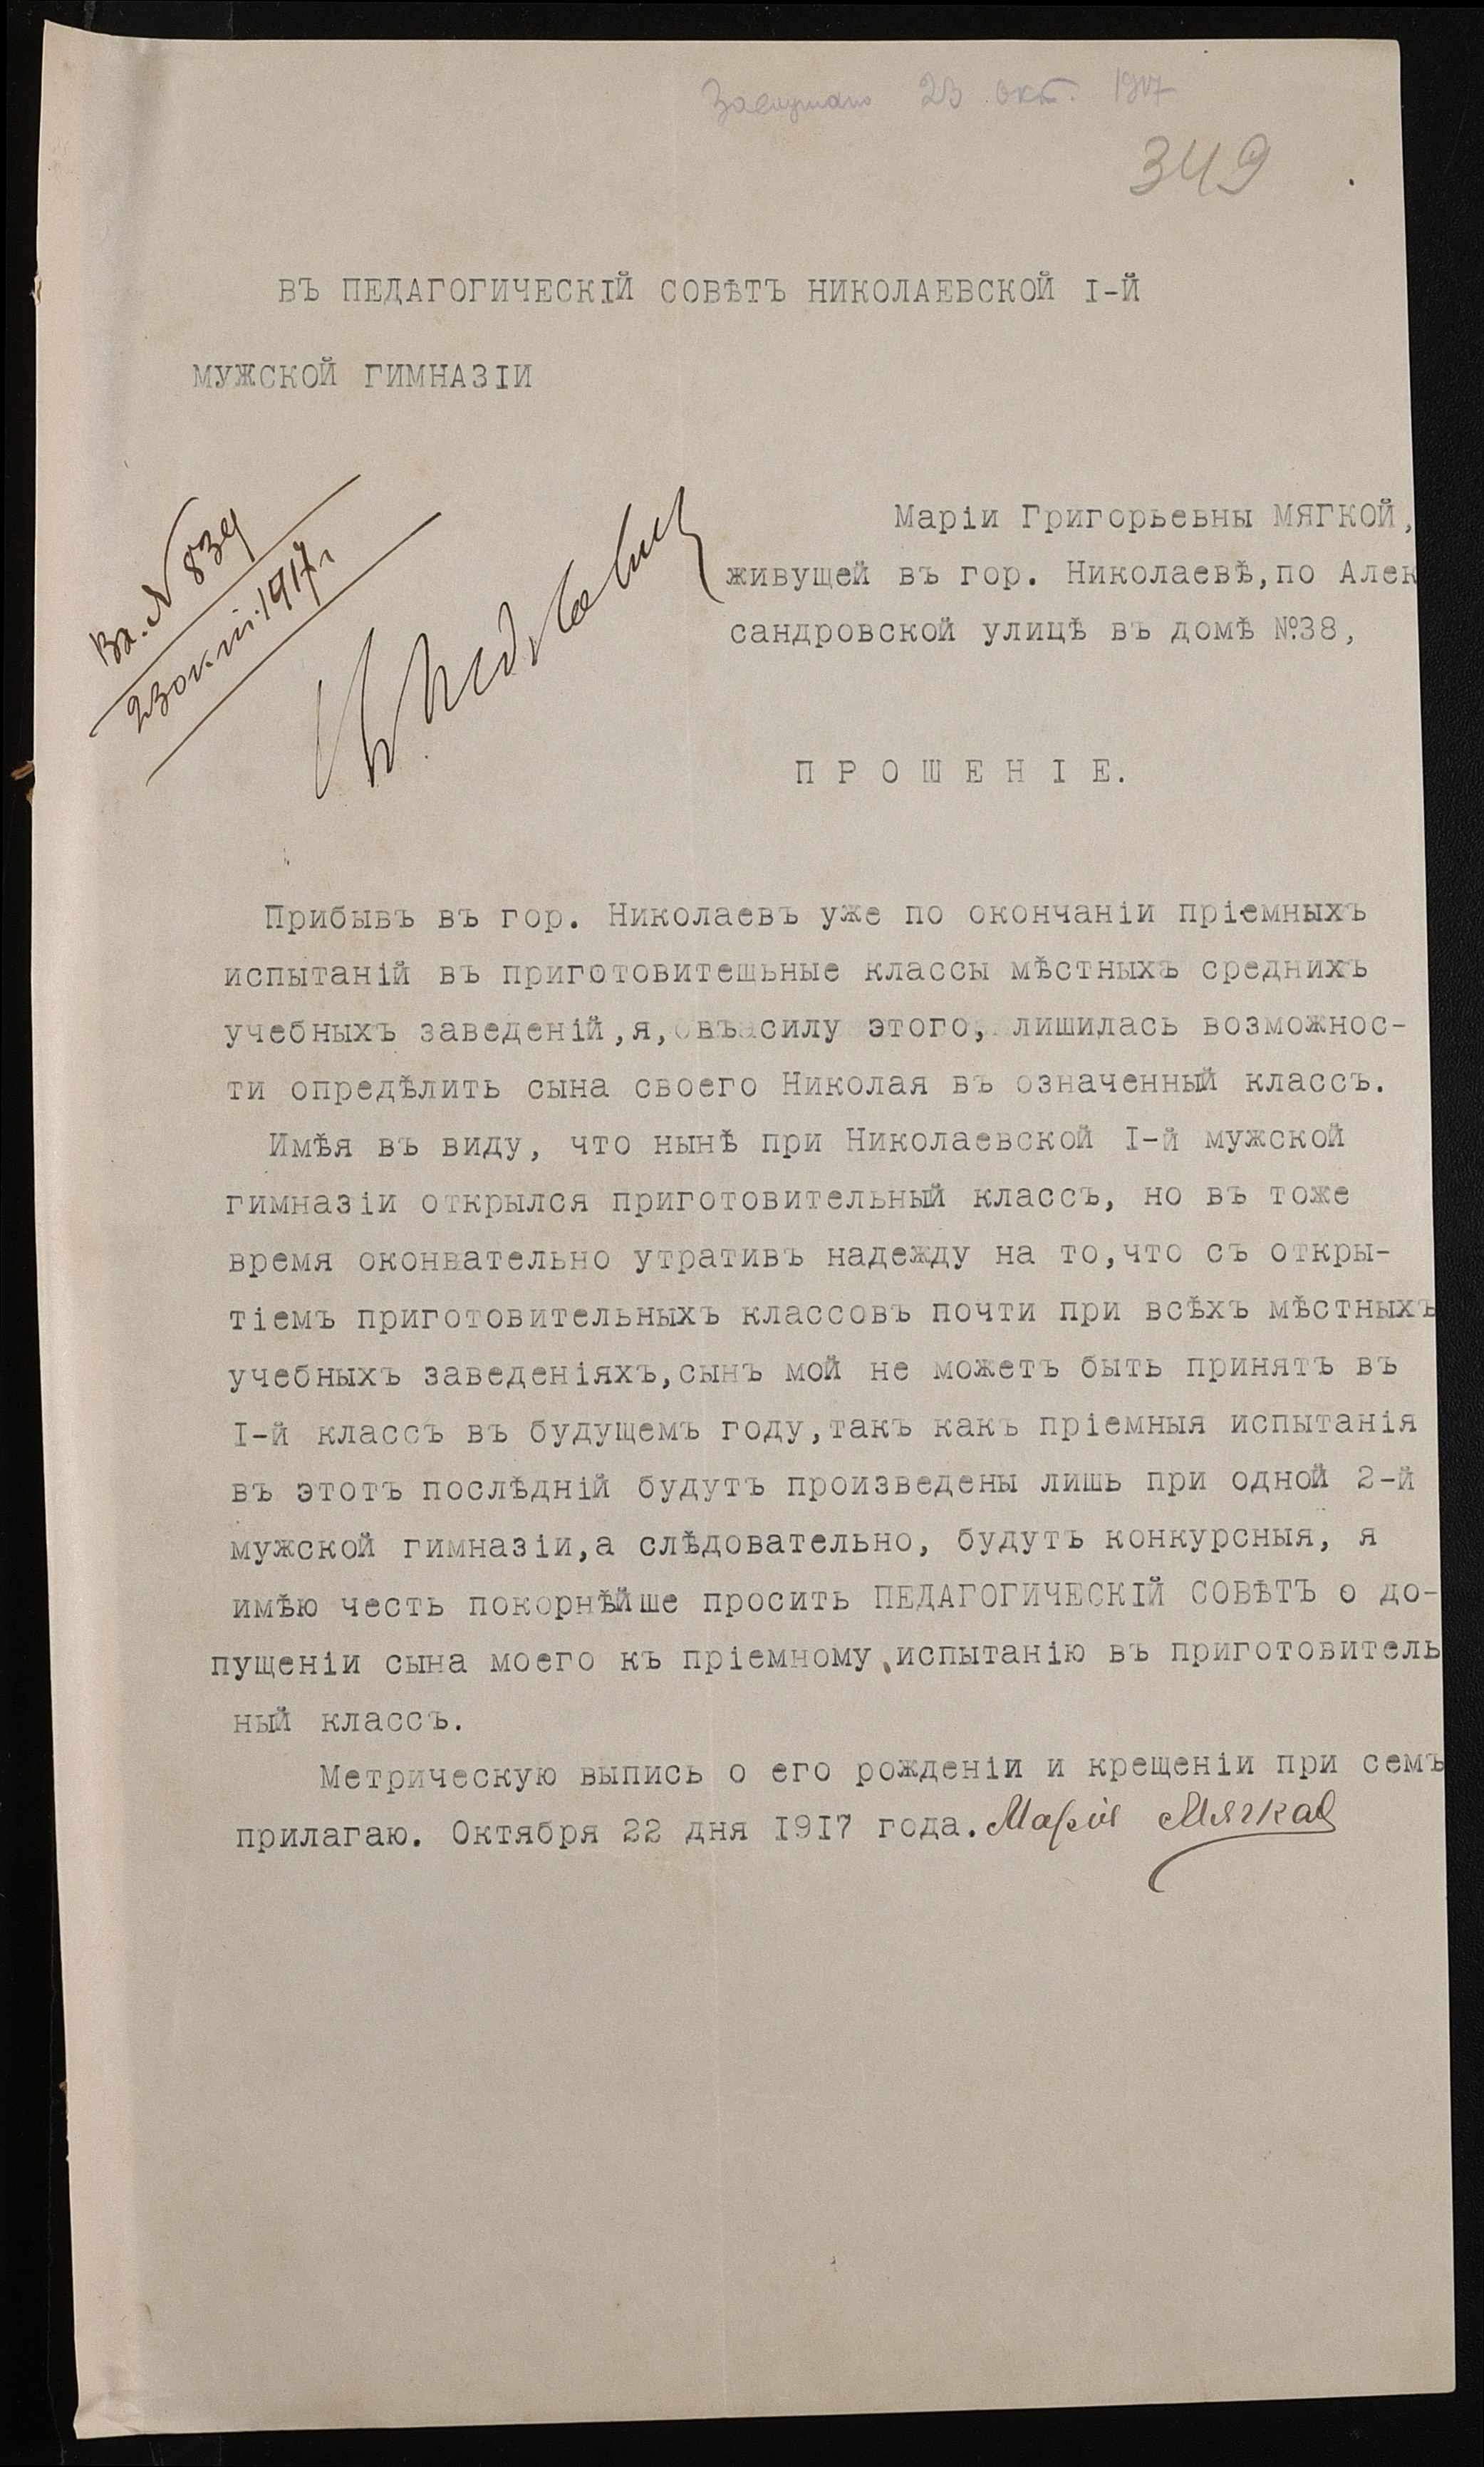 Заслушано 23 окт. 1917
349
ВЪ ПЕДАГОГИЧЕСКІЙ СОВѢТЪ НИКОЛАЕВСКОЙ I-Й
МУЖСКОЙ ГИМНАЗІИ
Вх. № 839
23 окт. 1917 г.
Маріи Григорьевны МЯГКОЙ,
живущей въ гор. Николаевѣ,по Алек
сандровской улицѣ въ домѣ №38,
П Р О Ш Е Н І Е.
Прибывъ въ гор. Николаевъ уже по окончаніи пріемныхъ
испытаній въ приготовитешьные классы мѣстныхъ среднихъ
учебныхъ заведеній,я, въ силу этого, лишилась возможнос-
ти опредѣлить сына своего Николая въ означенный классъ.
Имѣя въ виду, что нынѣ при Николаевской I-й мужской
гимназіи открылся приготовительный классъ, но въ тоже
время оконвательно утративъ надежду на то,что съ откры-
тіемъ приготовительныхъ классовъ почти при всѣхъ мѣстныхъ
учебныхъ заведеніяхъ,сынъ мой не можетъ быть принятъ въ
I-й классъ въ будущемъ году,такъ какъ пріемныя испытанія
въ этотъ послѣдній будутъ произведены лишь при одной 2-й
мужской гимназіи,а слѣдовательно, будутъ конкурсныя, я
имѣю честь покорнѣйше просить ПЕДАГОГИЧЕСКІЙ СОВѢТЪ о до-
пущеніи сына моего къ пріемному испытанію въ приготовитель
ный классъ.
Метрическую выпись о его рожденіи и крещеніи при семъ
прилагаю. Октября 22 дня 1917 года. Марія Мягкая